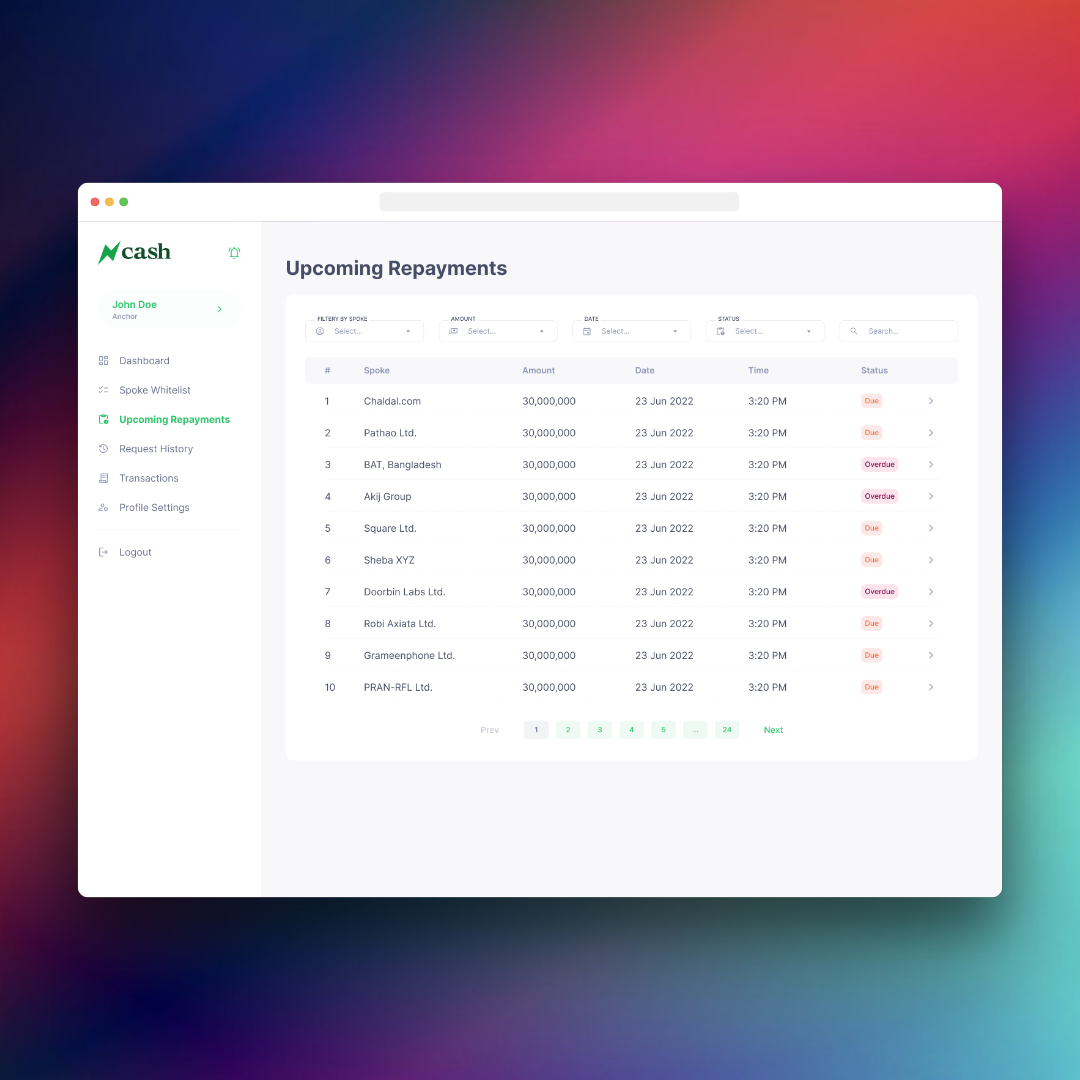 cash
John Doe
Anchor
Dashboard
Spoke Whitelist
Upcoming Repayments
Request History
Transactions
Profile Settings
Logout
Upcoming Repayments
FILTERY BY SPOKE AMOUNT DATE STATUS
Select... Select... Select... Select... Search...
# Spoke Amount Date Time Status
1 Chaldal.com 30,000,000 23 Jun 2022 3:20 PM Due
2 Pathao Ltd. 30,000,000 23 Jun 2022 3:20 PM Due
3 BAT, Bangladesh 30,000,000 23 Jun 2022 3:20 PM Overdue
4 Akij Group 30,000,000 23 Jun 2022 3:20 PM Overdue
5 Square Ltd. 30,000,000 23 Jun 2022 3:20 PM Due
6 Sheba XYZ 30,000,000 23 Jun 2022 3:20 PM Due
7 Doorbin Labs Ltd. 30,000,000 23 Jun 2022 3:20 PM Overdue
8 Robi Axiata Ltd. 30,000,000 23 Jun 2022 3:20 PM Due
9 Grameenphone Ltd. 30,000,000 23 Jun 2022 3:20 PM Due
10 PRAN-RFL Ltd. 30,000,000 23 Jun 2022 3:20 PM Due
Prev 1 2 3 4 5 ... 24 Next